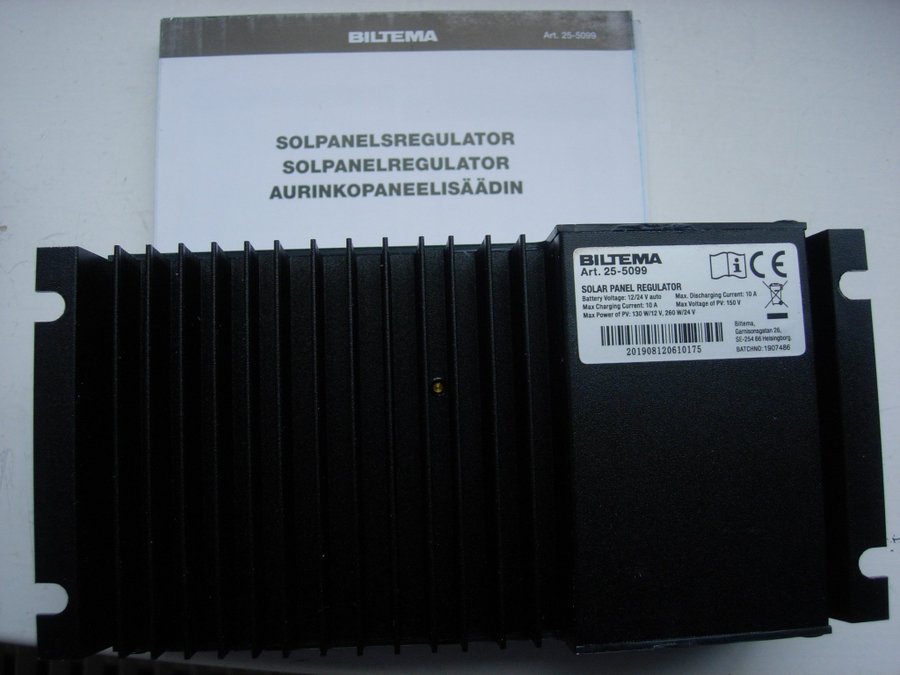 BILTEMA Art. 25-5099
SOLPANELSREGULATOR
SOLPANELREGULATOR
AURINKOPANEELISÄÄDIN
BILTEMA
Art. 25-5099
SOLAR PANEL REGULATOR
Battery Voltage: 12/24 V auto Max. Discharging Current: 10 A
Max Charging Current: 10 A Max Voltage of PV: 150 V
Max Power of PV: 130 W/12 V, 260 W/24 V
Biltema,
Garnisonsgatan 26,
SE-254 66 Helsingborg.
201908120610175 BATCHNO: 1907486
CE